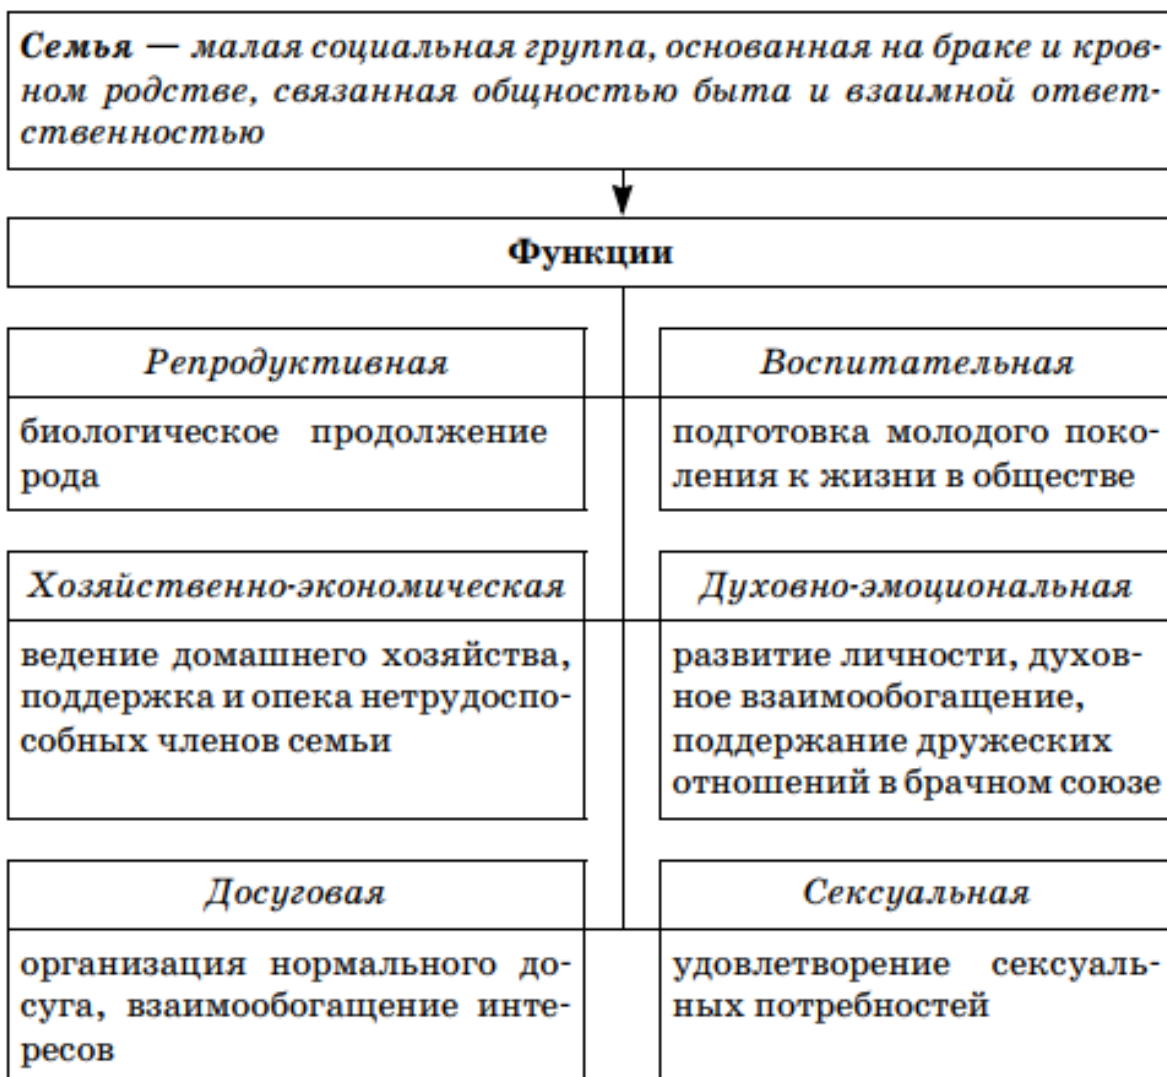 Семья — малая социальная группа, основанная на браке и кров-
ном родстве, связанная общностью быта и взаимной ответ-
ственностью
Функции
Репродуктивная
биологическое продолжение
рода
Воспитательная
подготовка молодого поко-
ления к жизни в обществе
Хозяйственно-экономическая
ведение домашнего хозяйства,
поддержка и опека нетрудоспо-
собных членов семьи
Духовно-эмоциональная
развитие личности, духов-
ное взаимообогащение,
поддержание дружеских
отношений в брачном союзе
Досуговая
организация нормального до-
суга, взаимообогащение инте-
ресов
Сексуальная
удовлетворение сексуаль-
ных потребностей